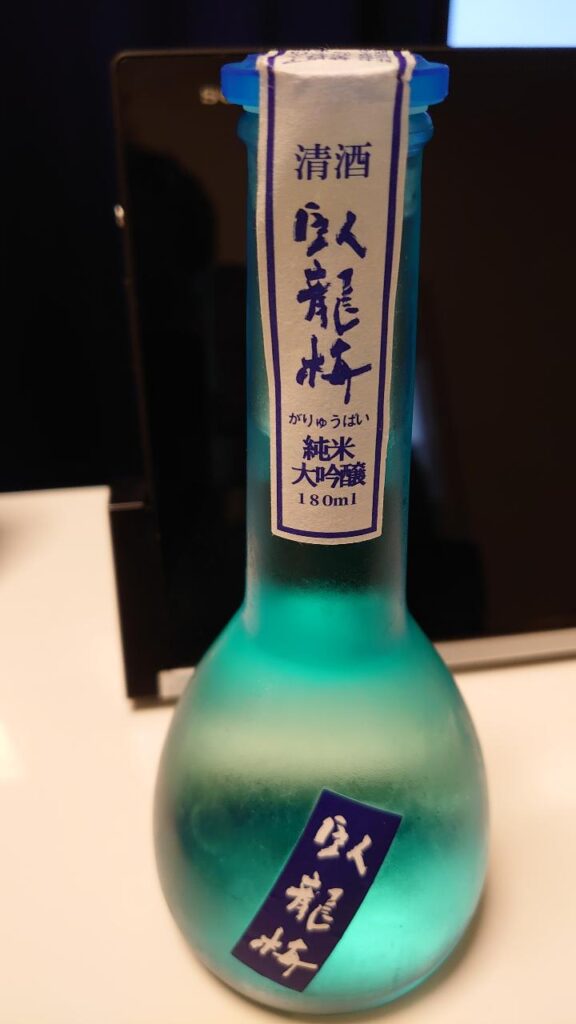 清酒
臥龍梅
がりゅうばい
純米
大吟醸
180ml
臥龍梅